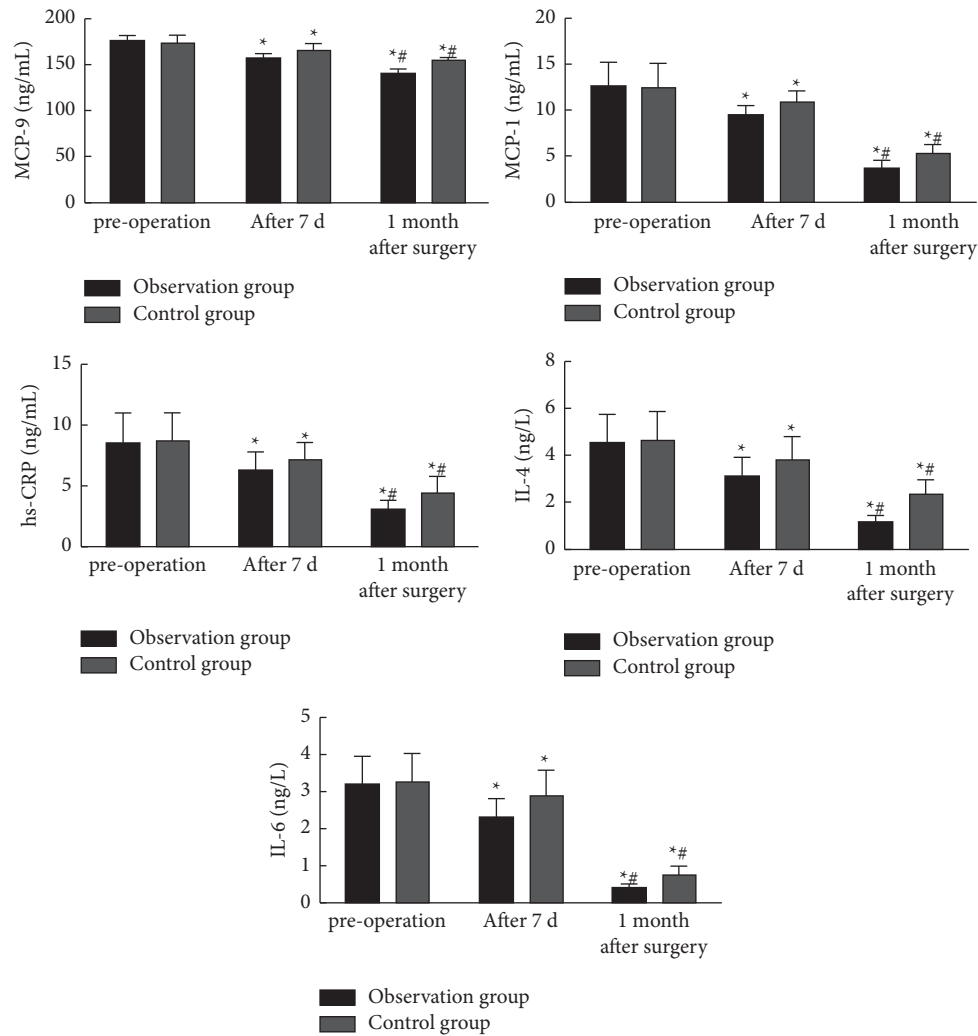 MCP-9 (ng/mL)
200
150
100
50
0
* * *# *#
pre-operation After 7 d 1 month
after surgery
Observation group
Control group
MCP-1 (ng/mL)
20
15
10
5
0
* * *# *#
pre-operation After 7 d 1 month
after surgery
Observation group
Control group
hs-CRP (ng/mL)
15
10
5
0
* * *# *#
pre-operation After 7 d 1 month
after surgery
Observation group
Control group
IL-4 (ng/L)
8
6
4
2
0
* * *# *#
pre-operation After 7 d 1 month
after surgery
Observation group
Control group
IL-6 (ng/L)
5
4
3
2
1
0
* * *# *#
pre-operation After 7 d 1 month
after surgery
Observation group
Control group